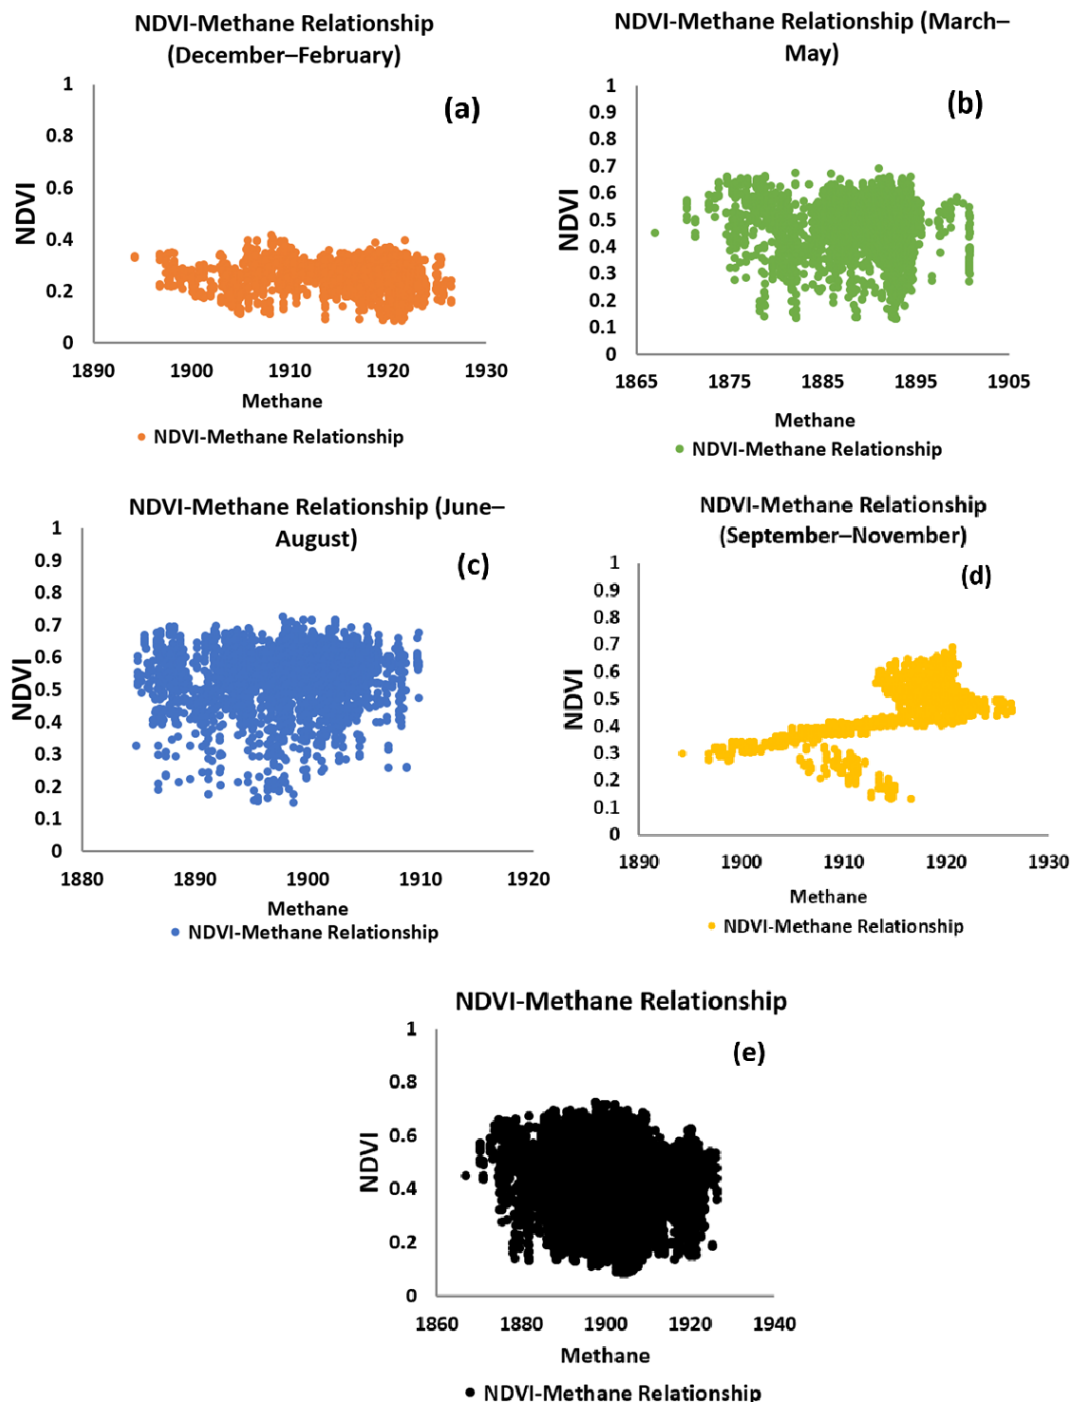 NDVI-Methane Relationship
(December–February)
(a)
1
0.8
0.6
0.4
0.2
0
NDVI
1890 1900 1910 1920 1930
Methane
NDVI-Methane Relationship
NDVI-Methane Relationship (March–
May)
(b)
1
0.9
0.8
0.7
0.6
0.5
0.4
0.3
0.2
0.1
0
NDVI
1865 1875 1885 1895 1905
Methane
NDVI-Methane Relationship
NDVI-Methane Relationship (June–
August)
(c)
1
0.9
0.8
0.7
0.6
0.5
0.4
0.3
0.2
0.1
0
NDVI
1880 1890 1900 1910 1920
Methane
NDVI-Methane Relationship
NDVI-Methane Relationship
(September–November)
(d)
1
0.9
0.8
0.7
0.6
0.5
0.4
0.3
0.2
0.1
0
NDVI
1890 1900 1910 1920 1930
Methane
NDVI-Methane Relationship
NDVI-Methane Relationship
(e)
1
0.8
0.6
0.4
0.2
0
NDVI
1860 1880 1900 1920 1940
Methane
NDVI-Methane Relationship